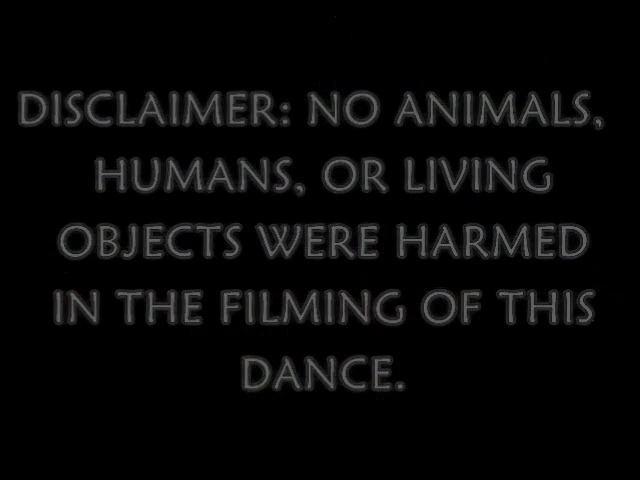 DISCLAIMER: NO ANIMALS,
HUMANS, OR LIVING
OBJECTS WERE HARMED
IN THE FILMING OF THIS
DANCE.